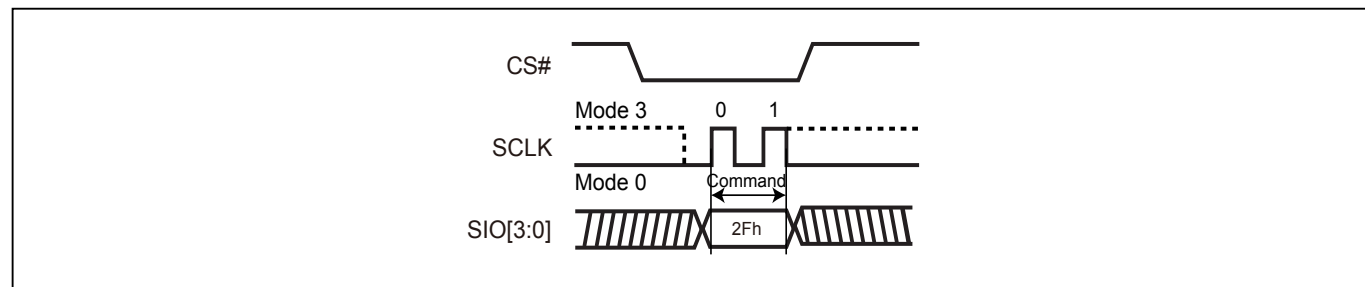 CS#
Mode 3 0 1
SCLK
Mode 0 Command
SIO[3:0] 2Fh